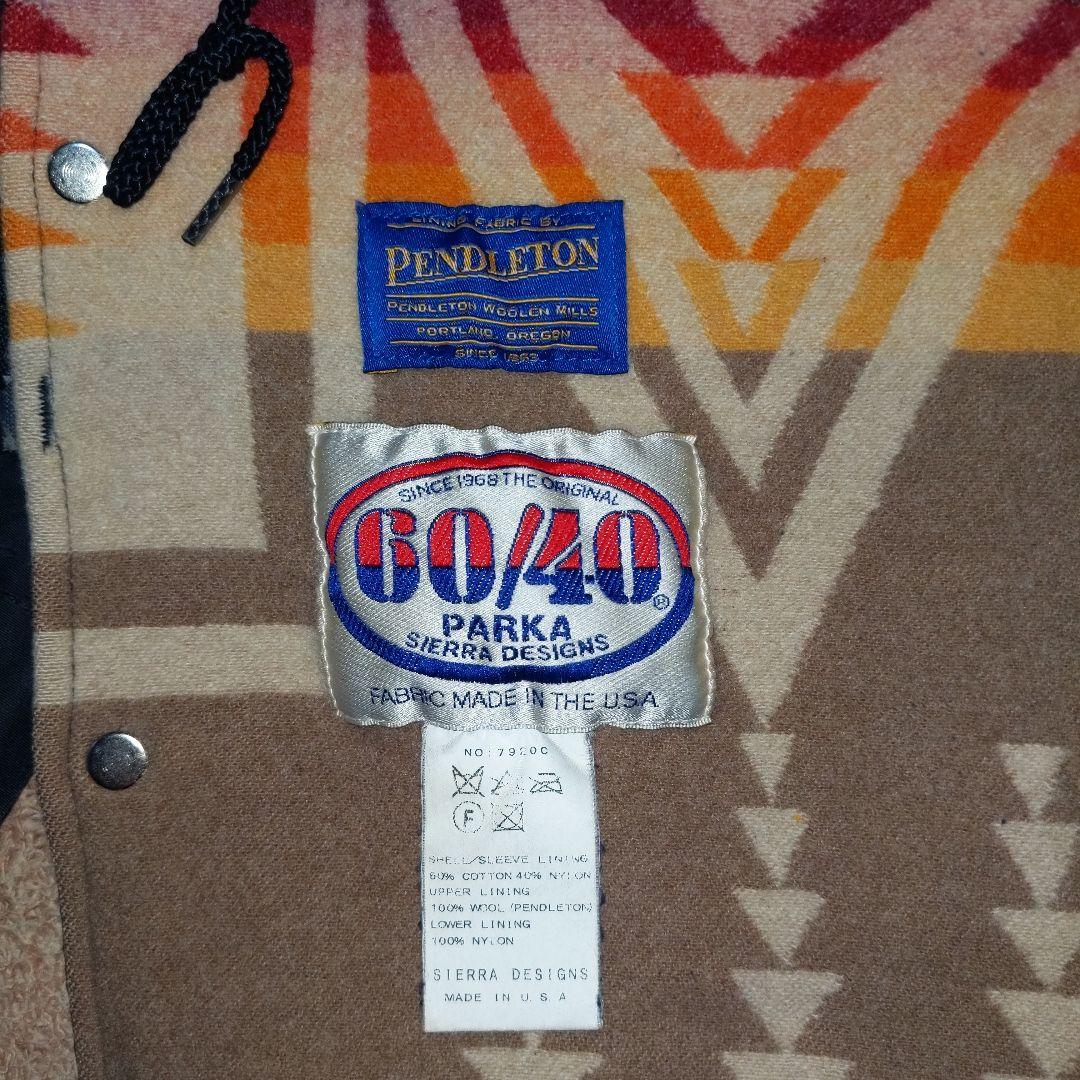 LINING FABRIC BY
PENDLETON
PENDLETON WOOLEN MILLS
PORTLAND, OREGON
SINCE 1863
SINCE 1968 THE ORIGINAL
60/40®
PARKA
SIERRA DESIGNS
FABRIC MADE IN THE U.S.A
NO:7920C
F
SHELL/SLEEVE LINING
60% COTTON 40% NYLON
UPPER LINING
100% WOOL (PENDLETON)
LOWER LINING
100% NYLON
SIERRA DESIGNS
MADE IN U.S.A